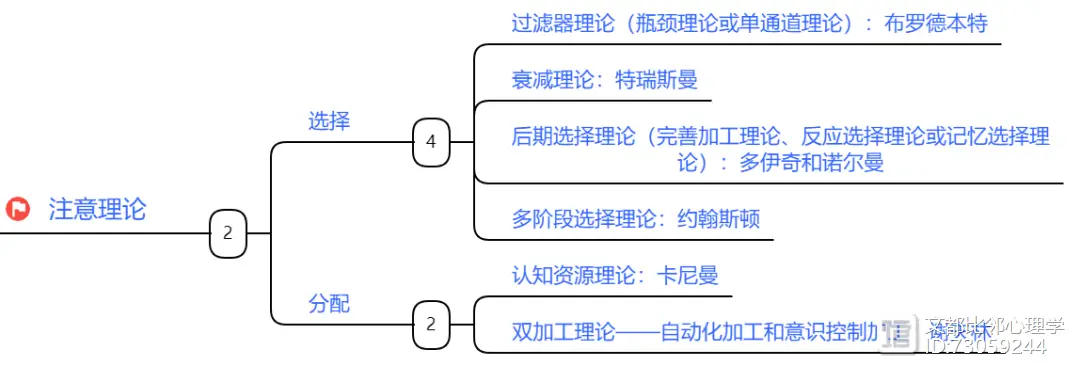 过滤器理论（瓶颈理论或单通道理论）：布罗德本特
衰减理论：特瑞斯曼
选择
4
后期选择理论（完善加工理论、反应选择理论或记忆选择理
论）：多伊奇和诺尔曼
注意理论
2
多阶段选择理论：约翰斯顿
认知资源理论：卡尼曼
分配
2
双加工理论——自动化加工和意识控制加
文都比邻心理学
ID:73059244